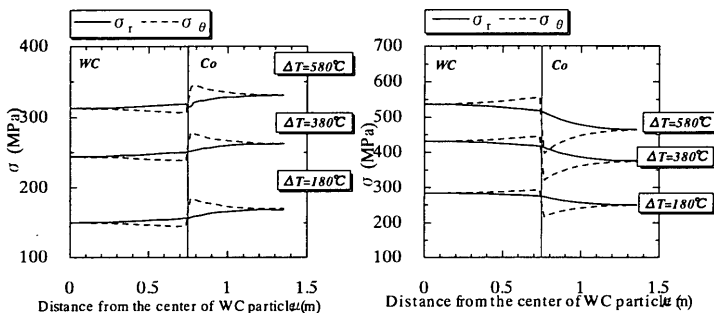 σr σθ
400
WC Co
ΔT=580℃
300
ΔT=380℃
σ (MPa)
200
ΔT=180℃
100
0 0.5 1 1.5
Distance from the center of WC particle μ(m)
σr σθ
700
WC Co
600
500
ΔT=580℃
σ (MPa)
400
ΔT=380℃
300
ΔT=180℃
200
100
0 0.5 1 1.5
Distance from the center of WC particle μ(m)